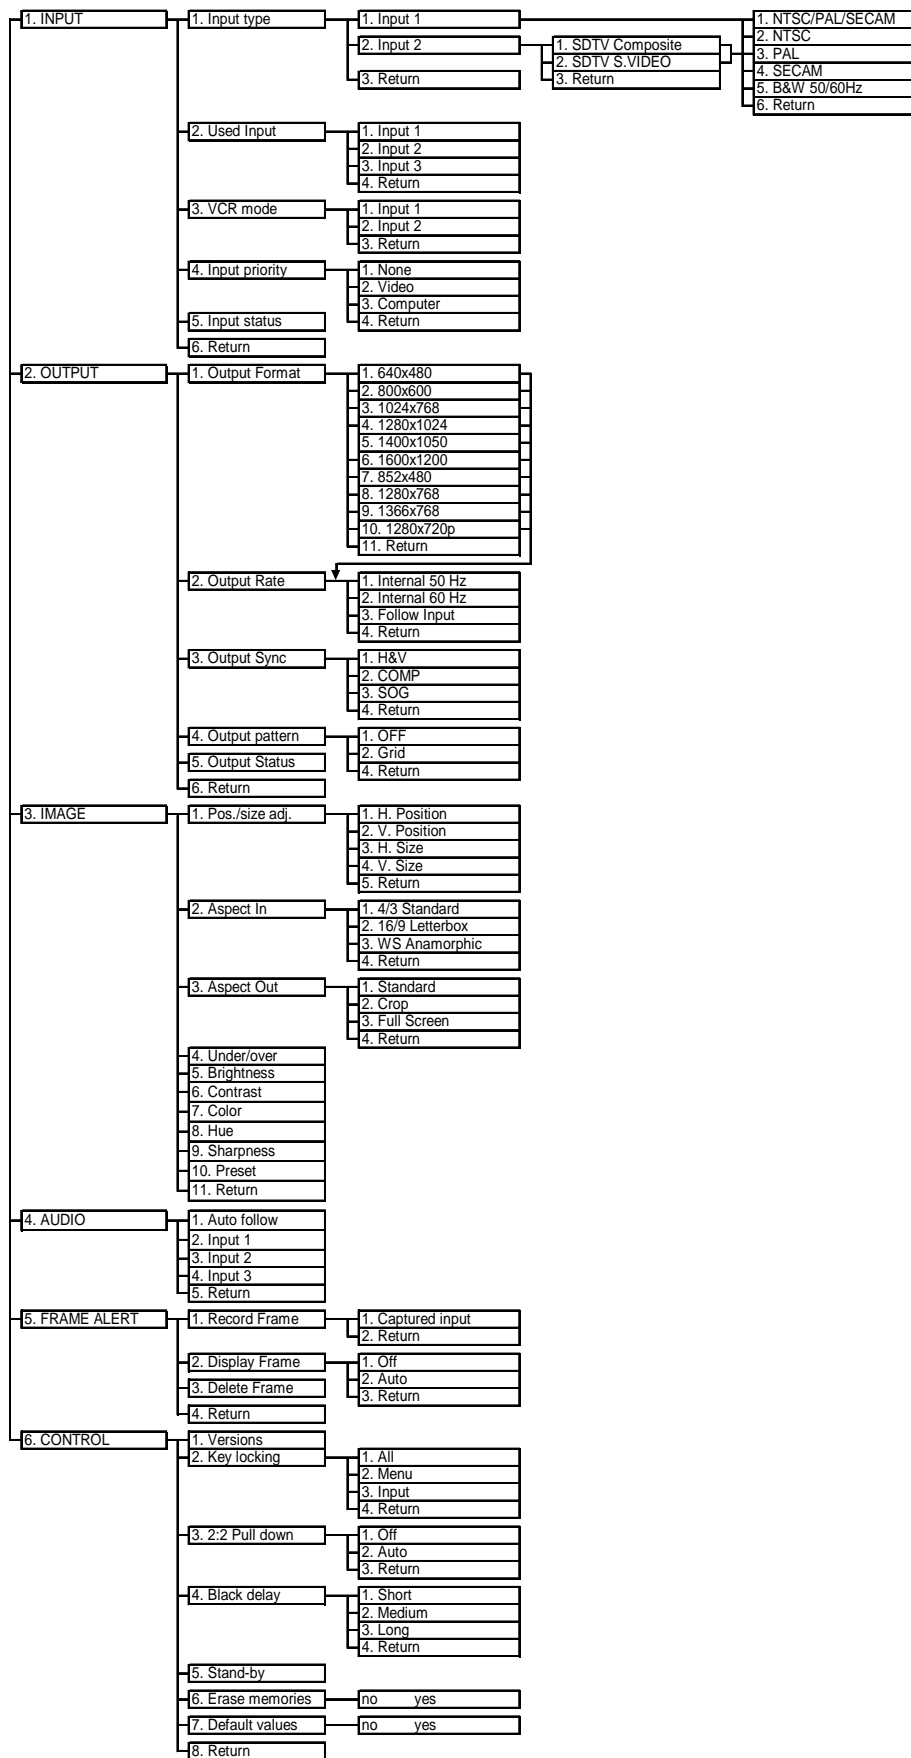 1. INPUT
1. Input type
1. Input 1
1. NTSC/PAL/SECAM
2. NTSC
3. PAL
4. SECAM
5. B&W 50/60Hz
6. Return
2. Input 2
1. SDTV Composite
2. SDTV S.VIDEO
3. Return
3. Return
2. Used Input
1. Input 1
2. Input 2
3. Input 3
4. Return
3. VCR mode
1. Input 1
2. Input 2
3. Return
4. Input priority
1. None
2. Video
3. Computer
4. Return
5. Input status
6. Return
2. OUTPUT
1. Output Format
1. 640x480
2. 800x600
3. 1024x768
4. 1280x1024
5. 1400x1050
6. 1600x1200
7. 852x480
8. 1280x768
9. 1366x768
10. 1280x720p
11. Return
2. Output Rate
1. Internal 50 Hz
2. Internal 60 Hz
3. Follow Input
4. Return
3. Output Sync
1. H&V
2. COMP
3. SOG
4. Return
4. Output pattern
1. OFF
2. Grid
4. Return
5. Output Status
6. Return
3. IMAGE
1. Pos./size adj.
1. H. Position
2. V. Position
3. H. Size
4. V. Size
5. Return
2. Aspect In
1. 4/3 Standard
2. 16/9 Letterbox
3. WS Anamorphic
4. Return
3. Aspect Out
1. Standard
2. Crop
3. Full Screen
4. Return
4. Under/over
5. Brightness
6. Contrast
7. Color
8. Hue
9. Sharpness
10. Preset
11. Return
4. AUDIO
1. Auto follow
2. Input 1
3. Input 2
4. Input 3
5. Return
5. FRAME ALERT
1. Record Frame
1. Captured input
2. Return
2. Display Frame
1. Off
2. Auto
3. Return
3. Delete Frame
4. Return
6. CONTROL
1. Versions
2. Key locking
1. All
2. Menu
3. Input
4. Return
3. 2:2 Pull down
1. Off
2. Auto
3. Return
4. Black delay
1. Short
2. Medium
3. Long
4. Return
5. Stand-by
6. Erase memories
no yes
7. Default values
no yes
8. Return